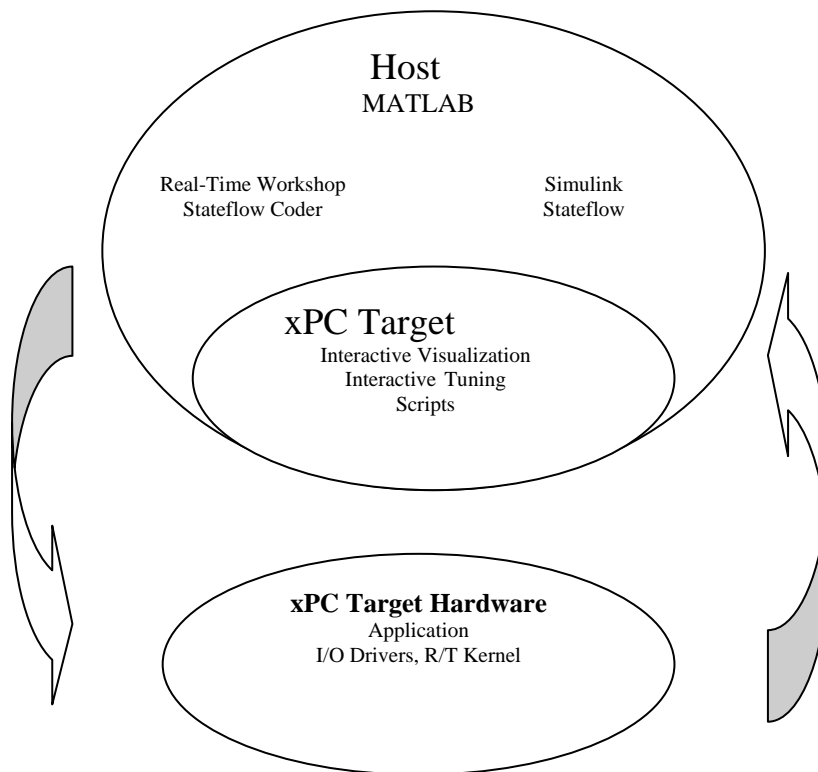 Host
MATLAB
Real-Time Workshop
Stateflow Coder
Simulink
Stateflow
xPC Target
Interactive Visualization
Interactive Tuning
Scripts
xPC Target Hardware
Application
I/O Drivers, R/T Kernel